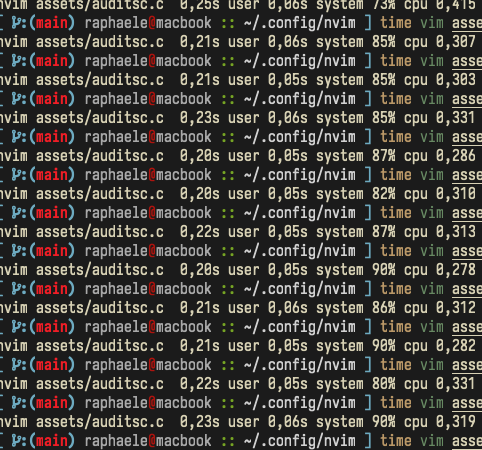 nvim assets/auditsc.c 0,25s user 0,06s system 73% cpu 0,415
[ :(main) raphaele@macbook :: ~/.config/nvim ] time vim asse
nvim assets/auditsc.c 0,21s user 0,06s system 85% cpu 0,307
[ :(main) raphaele@macbook :: ~/.config/nvim ] time vim asse
nvim assets/auditsc.c 0,21s user 0,05s system 85% cpu 0,303
[ :(main) raphaele@macbook :: ~/.config/nvim ] time vim asse
nvim assets/auditsc.c 0,23s user 0,06s system 85% cpu 0,331
[ :(main) raphaele@macbook :: ~/.config/nvim ] time vim asse
nvim assets/auditsc.c 0,20s user 0,05s system 87% cpu 0,286
[ :(main) raphaele@macbook :: ~/.config/nvim ] time vim asse
nvim assets/auditsc.c 0,20s user 0,05s system 82% cpu 0,310
[ :(main) raphaele@macbook :: ~/.config/nvim ] time vim asse
nvim assets/auditsc.c 0,22s user 0,05s system 87% cpu 0,313
[ :(main) raphaele@macbook :: ~/.config/nvim ] time vim asse
nvim assets/auditsc.c 0,20s user 0,05s system 90% cpu 0,278
[ :(main) raphaele@macbook :: ~/.config/nvim ] time vim asse
nvim assets/auditsc.c 0,21s user 0,06s system 86% cpu 0,312
[ :(main) raphaele@macbook :: ~/.config/nvim ] time vim asse
nvim assets/auditsc.c 0,21s user 0,05s system 90% cpu 0,282
[ :(main) raphaele@macbook :: ~/.config/nvim ] time vim asse
nvim assets/auditsc.c 0,22s user 0,05s system 80% cpu 0,331
[ :(main) raphaele@macbook :: ~/.config/nvim ] time vim asse
nvim assets/auditsc.c 0,23s user 0,06s system 90% cpu 0,319
[ :(main) raphaele@macbook :: ~/.config/nvim ] time vim asse